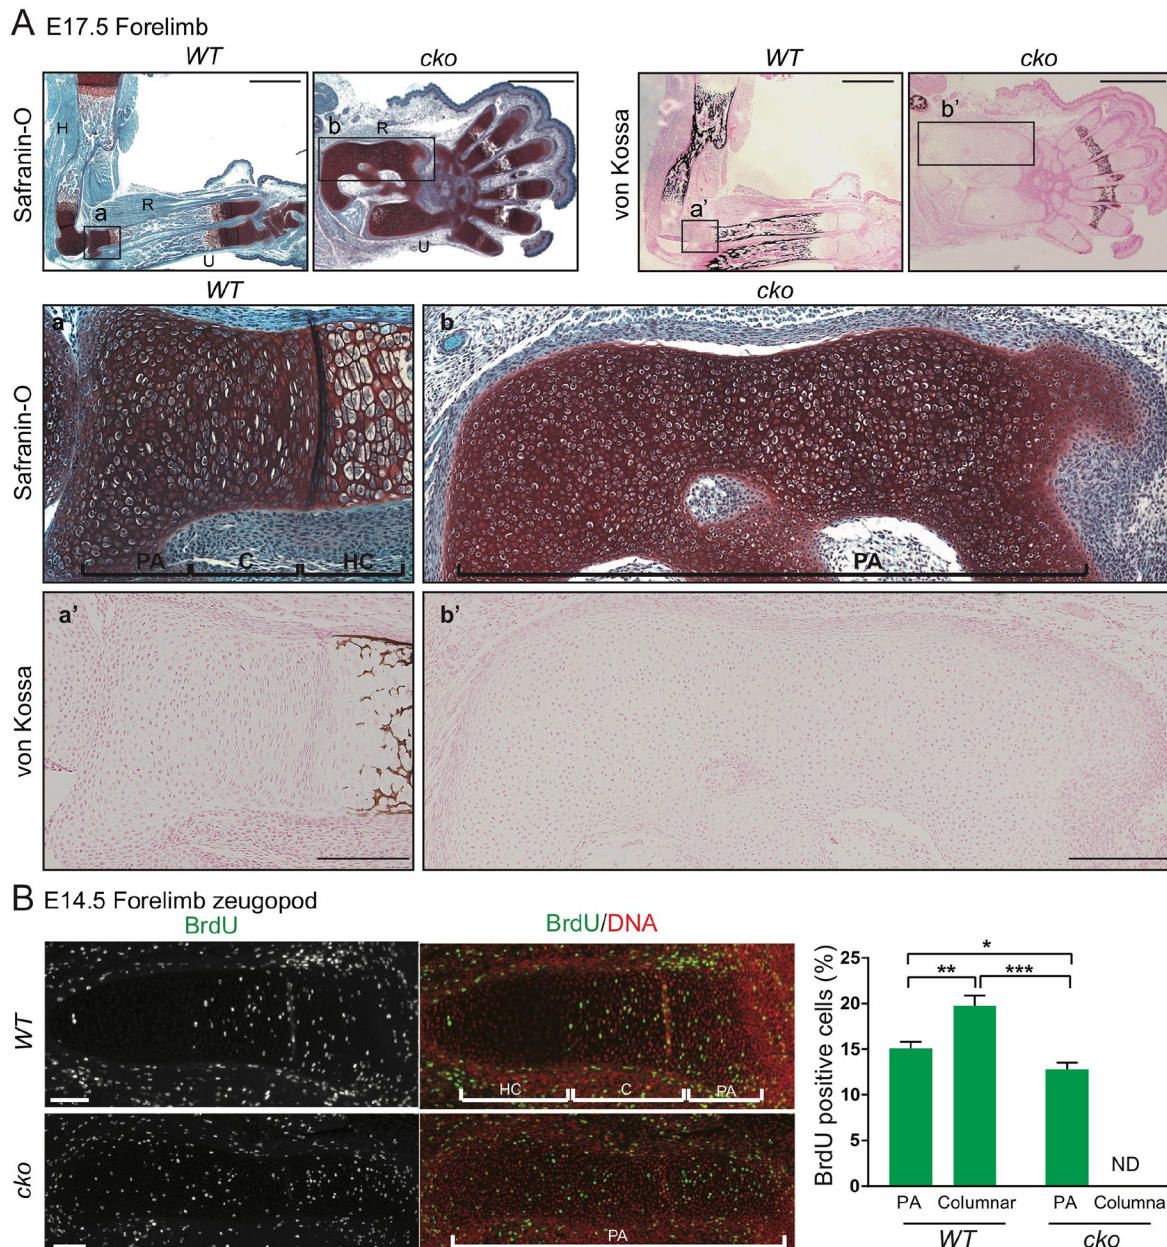 A E17.5 Forelimb
WT cko WT cko
Safranin-O
H
R
a
U
b
R
U
von Kossa
a'
b'
WT cko
Safranin-O
a
PA C HC
b
PA
von Kossa
a'
b'
B E14.5 Forelimb zeugopod
BrdU BrdU/DNA
WT
HC C PA
cko
PA
BrdU positive cells (%)
25
20
15
10
5
0
*
** ***
ND
PA Columnar PA Columna
WT cko